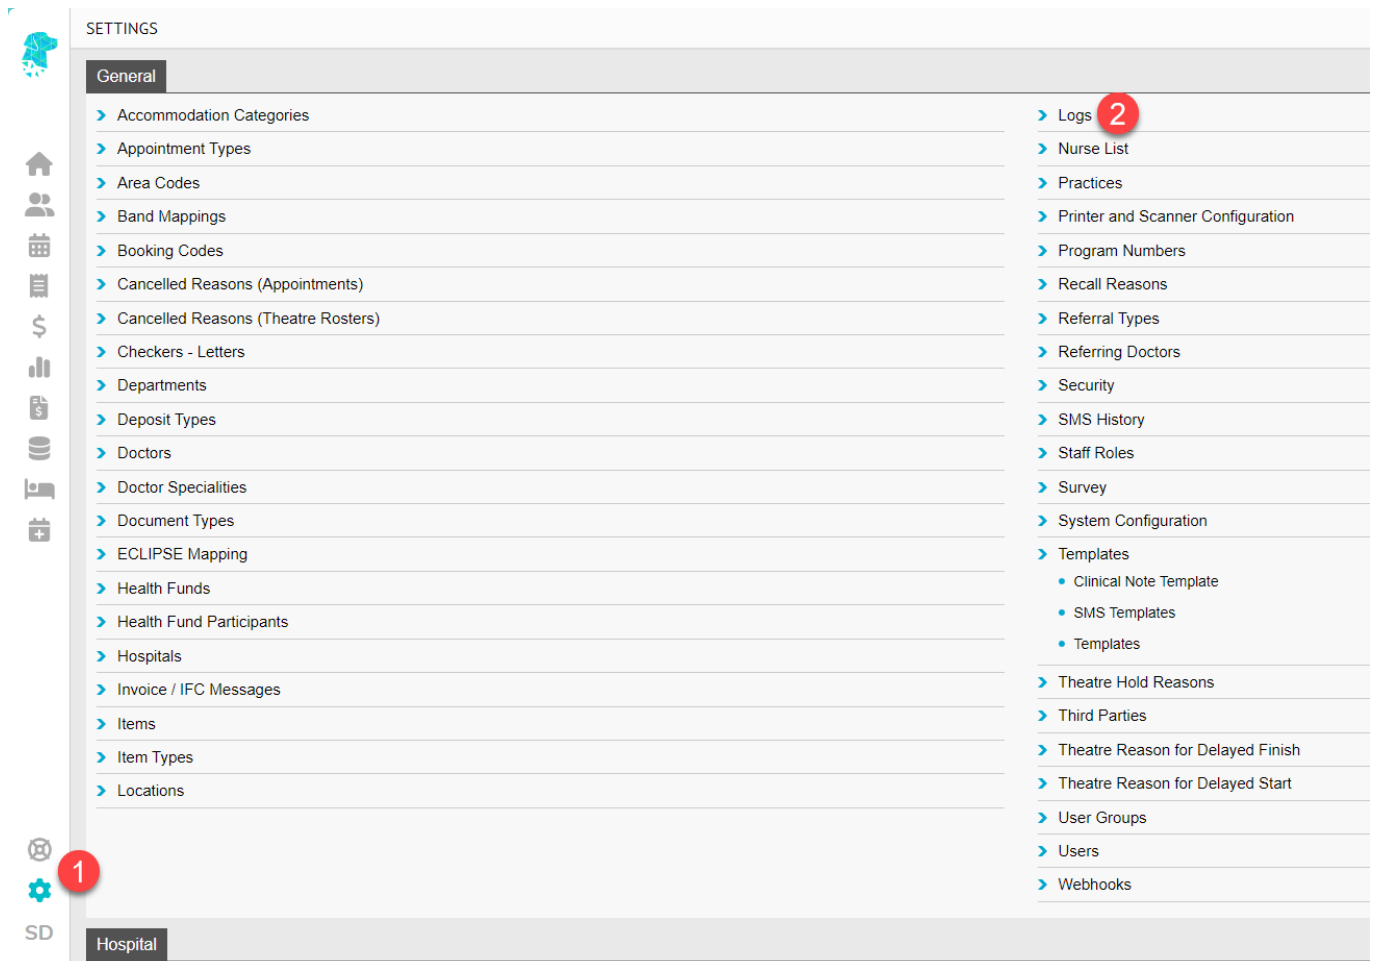 SETTINGS
General
Accommodation Categories
Appointment Types
Area Codes
Band Mappings
Booking Codes
Cancelled Reasons (Appointments)
Cancelled Reasons (Theatre Rosters)
Checkers - Letters
Departments
Deposit Types
Doctors
Doctor Specialities
Document Types
ECLIPSE Mapping
Health Funds
Health Fund Participants
Hospitals
Invoice / IFC Messages
Items
Item Types
Locations
Logs 2
Nurse List
Practices
Printer and Scanner Configuration
Program Numbers
Recall Reasons
Referral Types
Referring Doctors
Security
SMS History
Staff Roles
Survey
System Configuration
Templates
Clinical Note Template
SMS Templates
Templates
Theatre Hold Reasons
Third Parties
Theatre Reason for Delayed Finish
Theatre Reason for Delayed Start
User Groups
Users
Webhooks
1
SD
Hospital